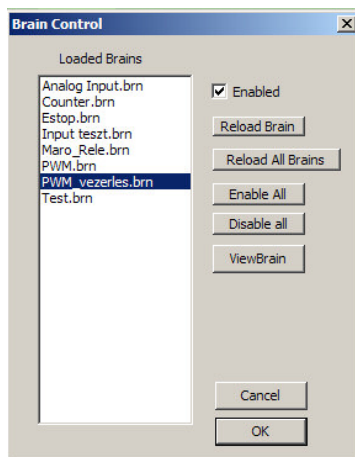 Brain Control
Loaded Brains
Analog Input.brn
Counter.brn
Estop.brn
Input teszt.brn
Maro_Rele.brn
PWM.brn
PWM_vezerles.brn
Test.brn
Enabled
Reload Brain
Reload All Brains
Enable All
Disable all
ViewBrain
Cancel
OK